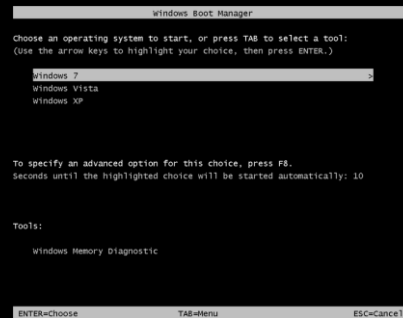 Windows Boot Manager
Choose an operating system to start, or press TAB to select a tool:
(Use the arrow keys to highlight your choice, then press ENTER.)
Windows 7 >
Windows Vista
Windows XP
To specify an advanced option for this choice, press F8.
Seconds until the highlighted choice will be started automatically: 10
Tools:
Windows Memory Diagnostic
ENTER=Choose TAB=Menu ESC=Cancel